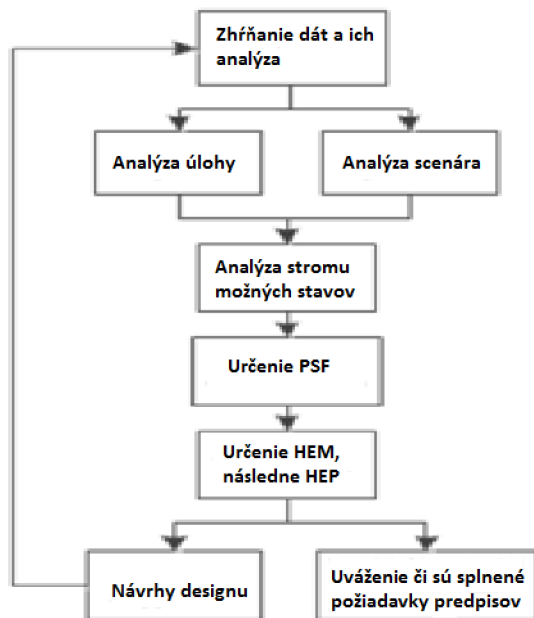 Zhŕňanie dát a ich
analýza
Analýza úlohy
Analýza scenára
Analýza stromu
možných stavov
Určenie PSF
Určenie HEM,
následne HEP
Návrhy designu
Uváženie či sú splnené
požiadavky predpisov